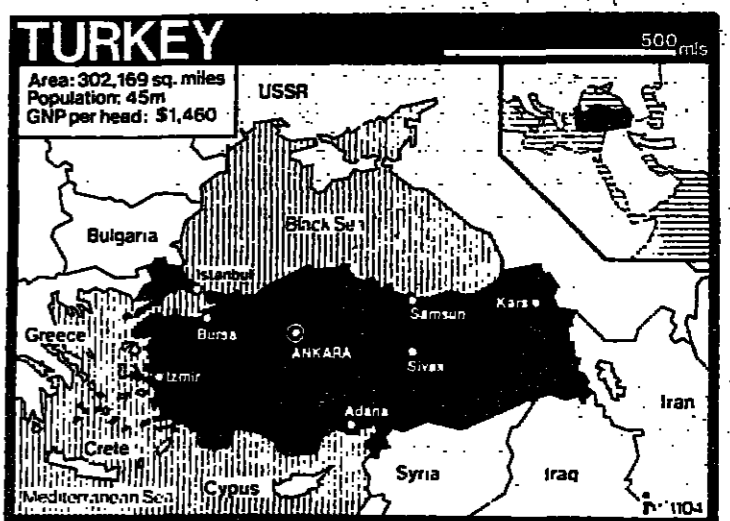 TURKEY
500 mls
Area: 302,169 sq. miles
Population: 45m
GNP per head: $1,460
USSR
Bulgaria
Black Sea
Istanbul
Samsun
Kars
Greece
Bursa
ANKARA
Sivas
Izmir
Adana
Iran
Crete
Syria
Iraq
Mediterranean Sea
Cypus
1104